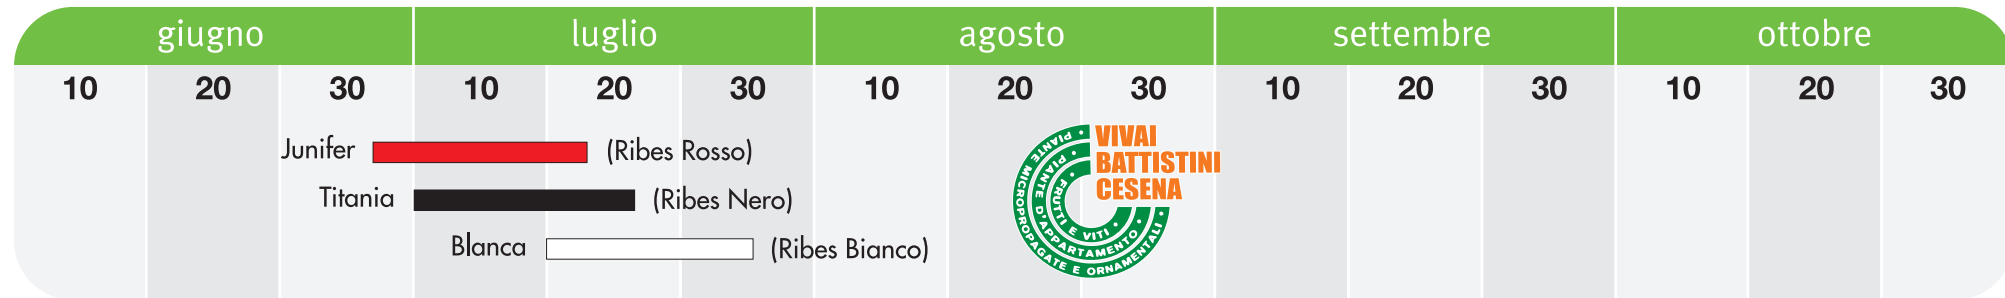 giugno luglio agosto settembre ottobre
10 20 30 10 20 30 10 20 30 10 20 30 10 20 30
Junifer (Ribes Rosso)
Titania (Ribes Nero)
Blanca (Ribes Bianco)
VIVAI
BATTISTINI
CESENA
PIANTE MICROPROPAGATE E ORNAMENTALI •
PIANTE D'APPARTAMENTO •
• FRUTTI E VITI •